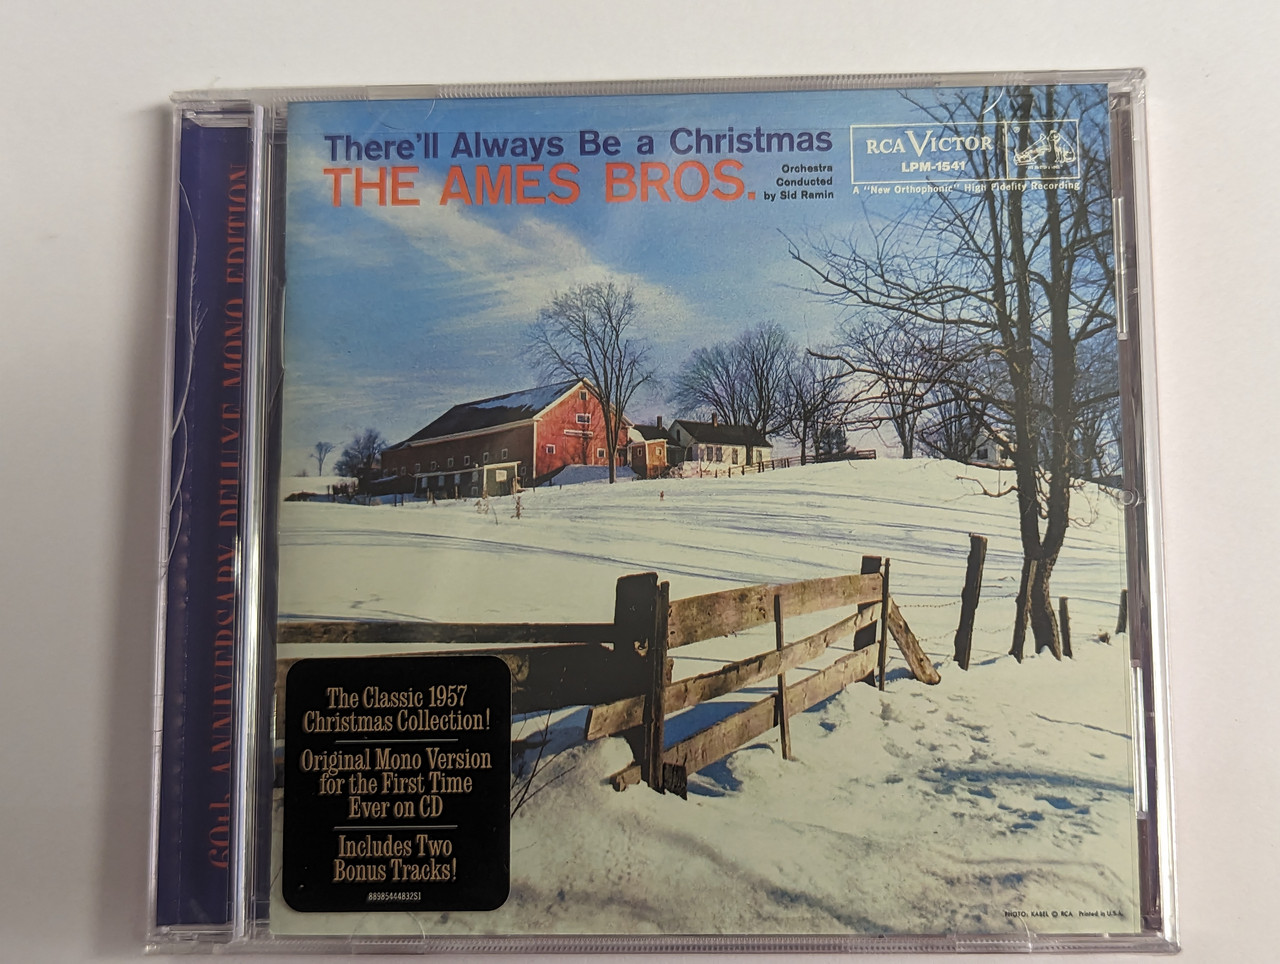 There'll Always Be a Christmas
THE AMES BROS.
Orchestra
Conducted
by Sid Ramin
RCA VICTOR
LPM-1541
A "New Orthophonic" High Fidelity Recording
60th ANNIVERSARY DELUXE MONO EDITION
The Classic 1957
Christmas Collection!
Original Mono Version
for the First Time
Ever on CD
Includes Two
Bonus Tracks!
88985444832S1
PHOTO: KABEL © RCA Printed in U.S.A.